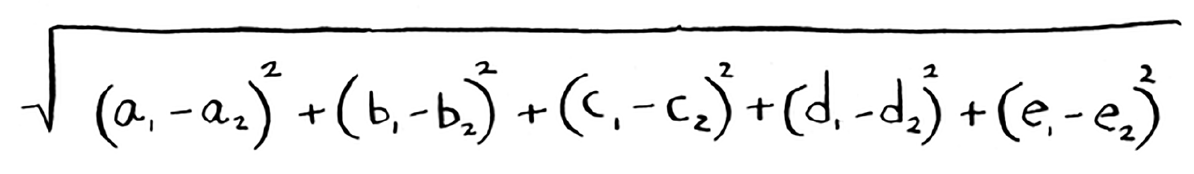 √((a₁-a₂)²+(b₁-b₂)²+(c₁-c₂)²+(d₁-d₂)²+(e₁-e₂)²)